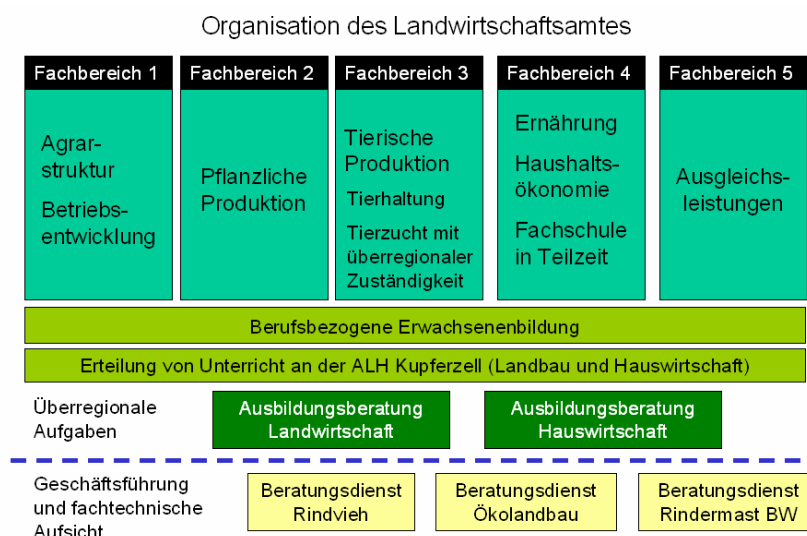 Organisation des Landwirtschaftsamtes
Fachbereich 1
Agrar-
struktur
Betriebs-
entwicklung
Fachbereich 2
Pflanzliche
Produktion
Fachbereich 3
Tierische
Produktion
Tierhaltung
Tierzucht mit
überregionaler
Zuständigkeit
Fachbereich 4
Ernährung
Haushalts-
ökonomie
Fachschule
in Teilzeit
Fachbereich 5
Ausgleichs-
leistungen
Berufsbezogene Erwachsenenbildung
Erteilung von Unterricht an der ALH Kupferzell (Landbau und Hauswirtschaft)
Überregionale
Aufgaben
Ausbildungsberatung
Landwirtschaft
Ausbildungsberatung
Hauswirtschaft
Geschäftsführung
und fachtechnische
Aufsicht
Beratungsdienst
Rindvieh
Beratungsdienst
Ökolandbau
Beratungsdienst
Rindermast BW